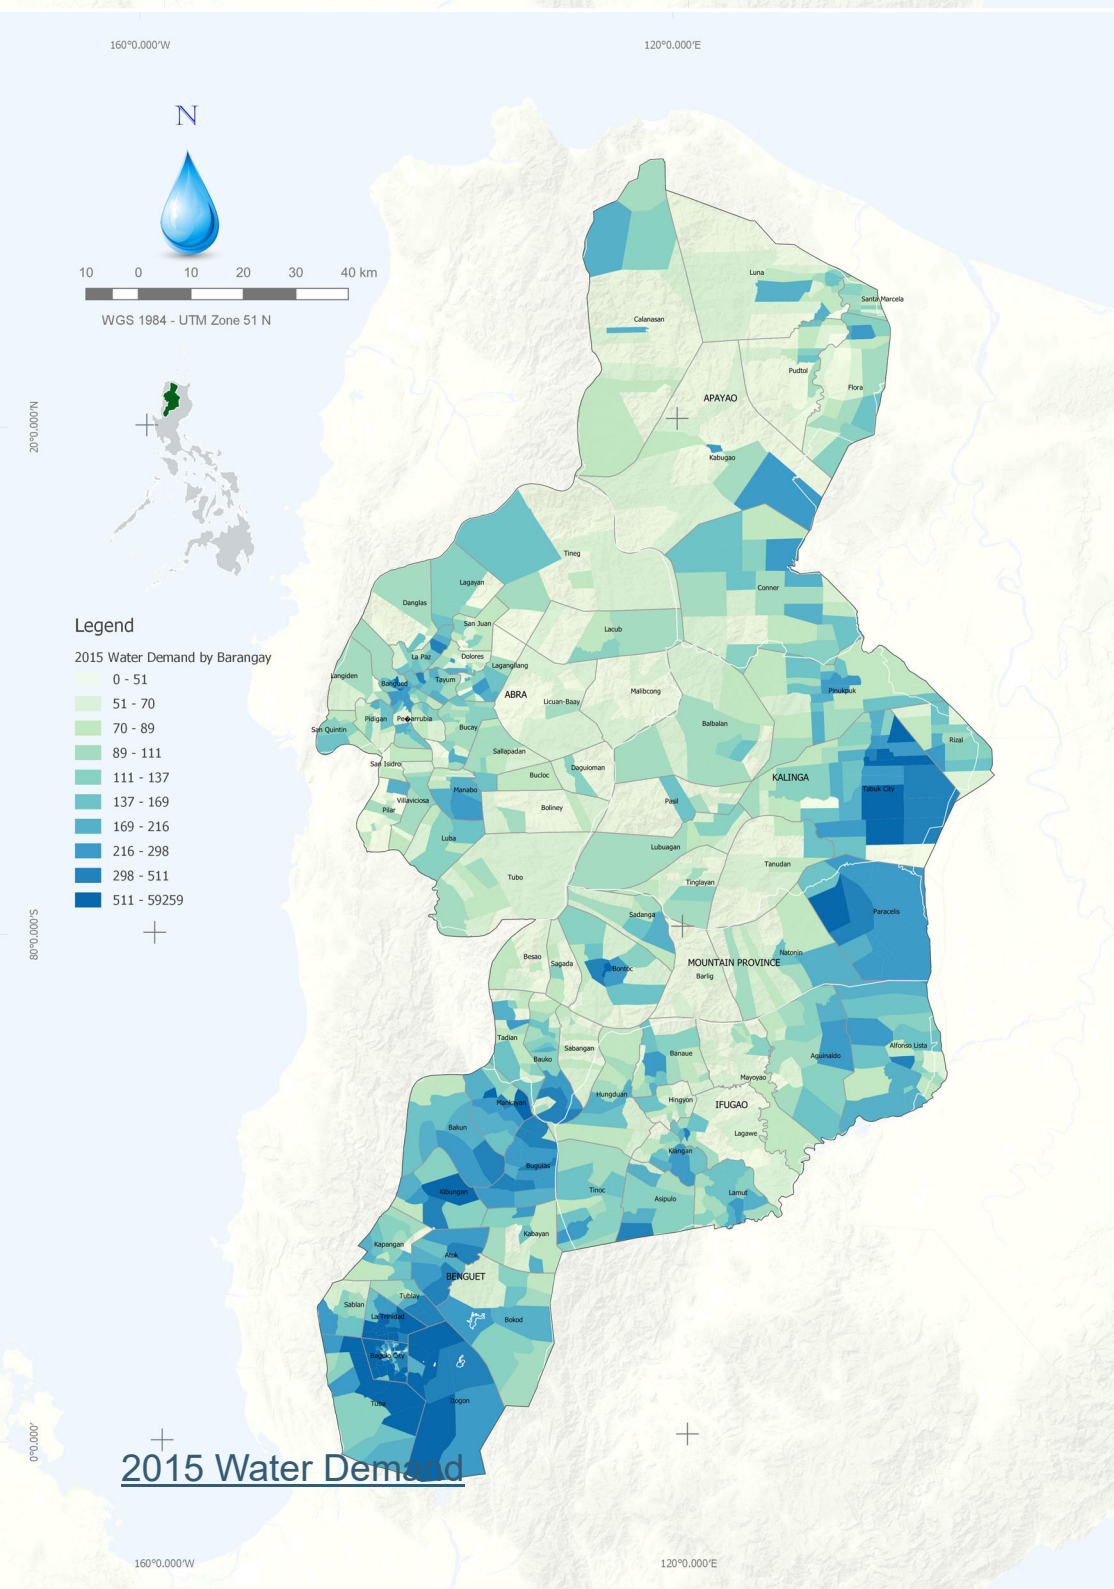 160°0.000'W
120°0.000'E
N
10 0 10 20 30 40 km
WGS 1984 - UTM Zone 51 N
20°0.000'N
80°0.000'S
0°0.000'
Legend
2015 Water Demand by Barangay
0 - 51
51 - 70
70 - 89
89 - 111
111 - 137
137 - 169
169 - 216
216 - 298
298 - 511
511 - 59259
Luna
Santa Marcela
Calanasan
Pudtol
Flora
APAYAO
Kabugao
Tineg
Conner
Lagayan
Danglas
San Juan
Lacub
La Paz
Dolores
Lagangilang
Langiden
Bangued
Tayum
ABRA
Licuan-Baay
Malibcong
Pinukpuk
Pidigan
Pe�arrubia
Bucay
San Quintin
Balbalan
Rizal
Sallapadan
San Isidro
Bucloc
Daguioman
KALINGA
Manabo
Tabuk City
Villaviciosa
Pilar
Boliney
Pasil
Luba
Lubuagan
Tanudan
Tubo
Tinglayan
Sadanga
Paracelis
Besao
Sagada
Bontoc
Natonin
MOUNTAIN PROVINCE
Barlig
Tadian
Bauko
Sabangan
Banaue
Aguinaldo
Alfonso Lista
Mayoyao
Hungduan
Hingyon
IFUGAO
Mankayan
Bakun
Lagawe
Kiangan
Buguias
Kibungan
Tinoc
Asipulo
Lamut
Kabayan
Kapangan
Atok
BENGUET
Tublay
Sablan
La Trinidad
Bokod
Baguio City
Tuba
Itogon
2015 Water Demand
160°0.000'W
120°0.000'E